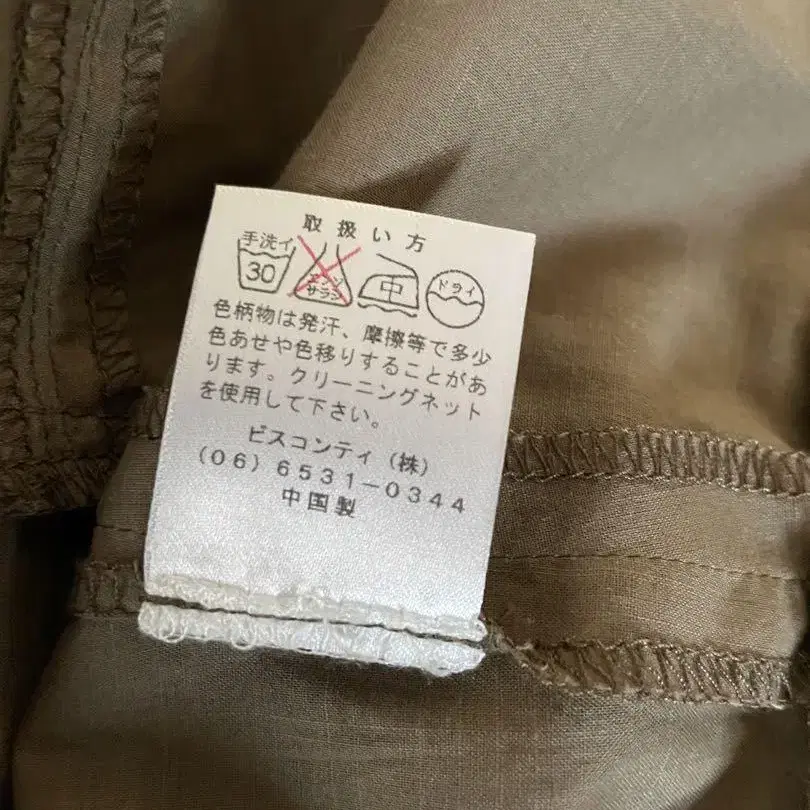 取扱い方
手洗イ
30
エンソ
サラシ
中
ドライ
色柄物は発汗、摩擦等で多少
色あせや色移りすることがあ
ります。クリーニングネット
を使用して下さい。
ビスコンティ(株)
(06)6531-0344
中国製